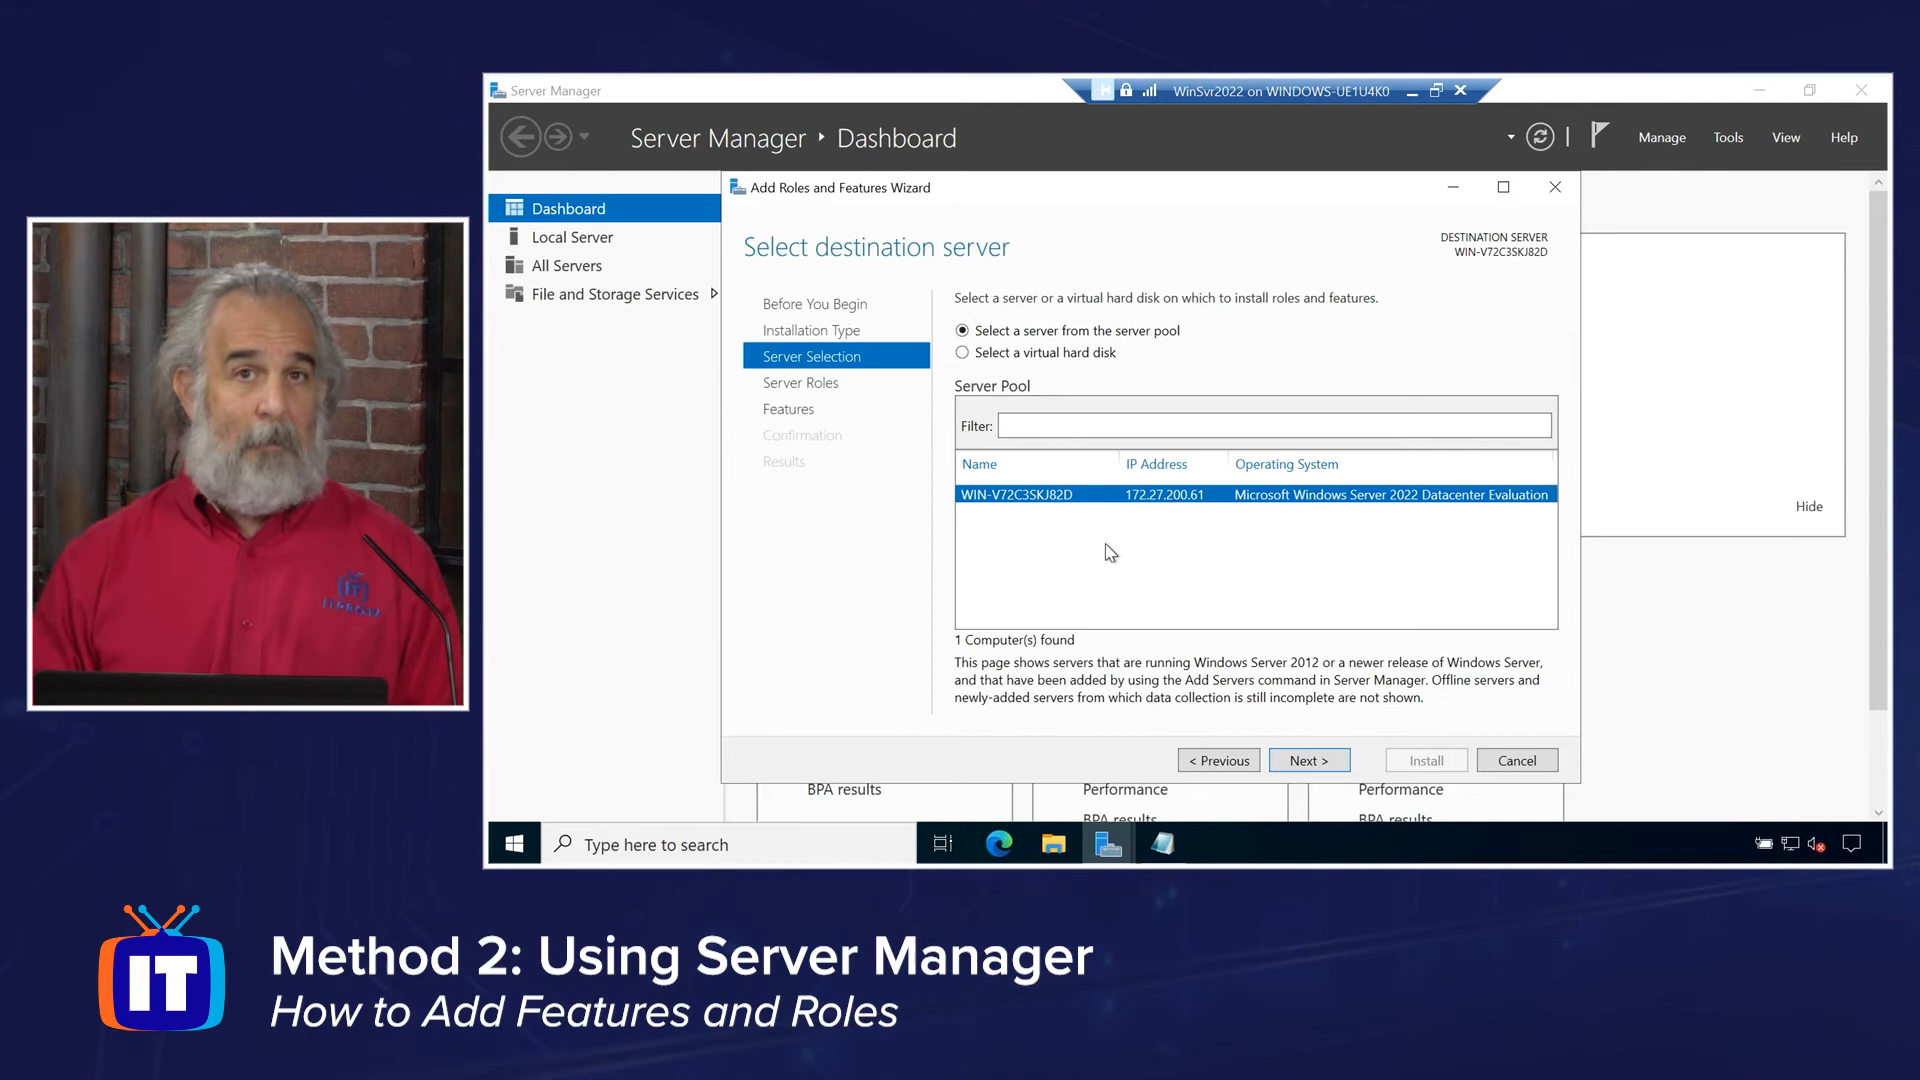 Server Manager
WinSvr2022 on WINDOWS-UE1U4K0
Server Manager ‣ Dashboard
Manage
Tools
View
Help
Dashboard
Local Server
All Servers
File and Storage Services
Add Roles and Features Wizard
Select destination server
DESTINATION SERVER
WIN-V72C3SKJ82D
Before You Begin
Installation Type
Server Selection
Server Roles
Features
Confirmation
Results
Select a server or a virtual hard disk on which to install roles and features.
Select a server from the server pool
Select a virtual hard disk
Server Pool
Filter:
Name IP Address Operating System
WIN-V72C3SKJ82D 172.27.200.61 Microsoft Windows Server 2022 Datacenter Evaluation
1 Computer(s) found
This page shows servers that are running Windows Server 2012 or a newer release of Windows Server,
and that have been added by using the Add Servers command in Server Manager. Offline servers and
newly-added servers from which data collection is still incomplete are not shown.
< Previous
Next >
Install
Cancel
Hide
BPA results
Performance
BPA results
Performance
BPA results
Type here to search
IT
ITPROTV
IT
Method 2: Using Server Manager
How to Add Features and Roles